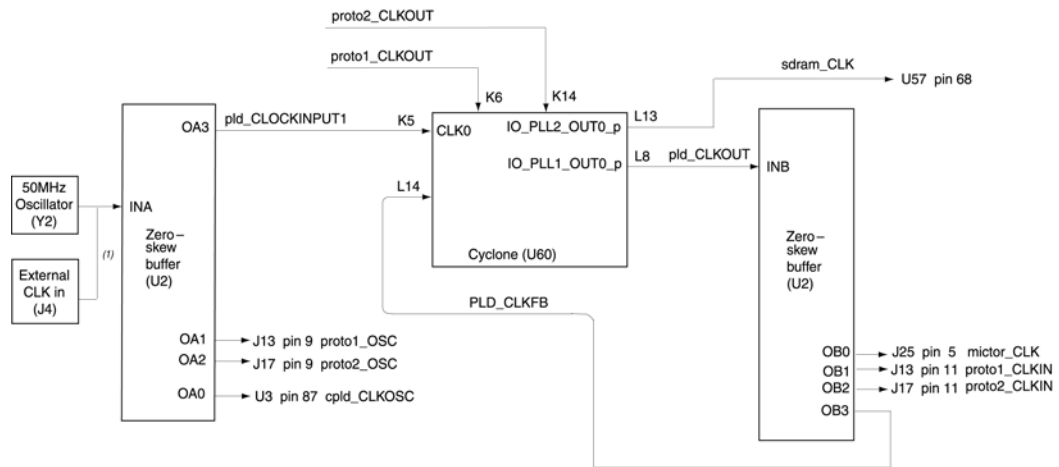 proto2_CLKOUT
proto1_CLKOUT
sdram_CLK
U57 pin 68
K6
K14
L13
OA3
pld_CLOCKINPUT1
K5
CLK0
IO_PLL2_OUT0_p
IO_PLL1_OUT0_p
L8
pld_CLKOUT
INB
L14
50MHz
Oscillator
(Y2)
INA
(1)
Zero–
skew
buffer
(U2)
External
CLK in
(J4)
Cyclone (U60)
Zero–
skew
buffer
(U2)
PLD_CLKFB
OA1
J13 pin 9 proto1_OSC
OA2
J17 pin 9 proto2_OSC
OA0
U3 pin 87 cpld_CLKOSC
OB0
J25 pin 5 mictor_CLK
OB1
J13 pin 11 proto1_CLKIN
OB2
J17 pin 11 proto2_CLKIN
OB3